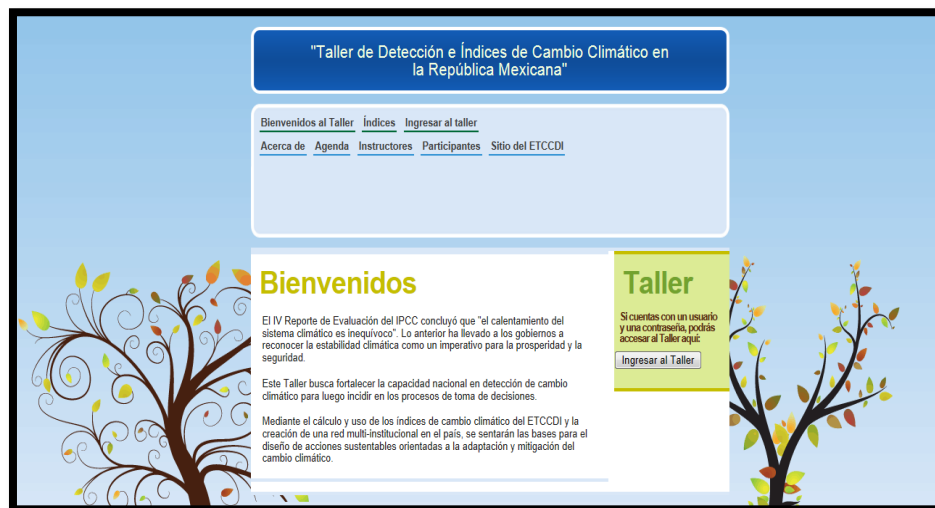 "Taller de Detección e Índices de Cambio Climático en
la República Mexicana"
Bienvenidos al Taller Índices Ingresar al taller
Acerca de Agenda Instructores Participantes Sitio del ETCCDI
Bienvenidos
El IV Reporte de Evaluación del IPCC concluyó que "el calentamiento del
sistema climático es inequívoco". Lo anterior ha llevado a los gobiernos a
reconocer la estabilidad climática como un imperativo para la prosperidad y la
seguridad.
Este Taller busca fortalecer la capacidad nacional en detección de cambio
climático para luego incidir en los procesos de toma de decisiones.
Mediante el cálculo y uso de los índices de cambio climático del ETCCDI y la
creación de una red multi-institucional en el país, se sentarán las bases para el
diseño de acciones sustentables orientadas a la adaptación y mitigación del
cambio climático.
Taller
Si cuentas con un usuario
y una contraseña, podrás
accesar al Taller aquí:
Ingresar al Taller